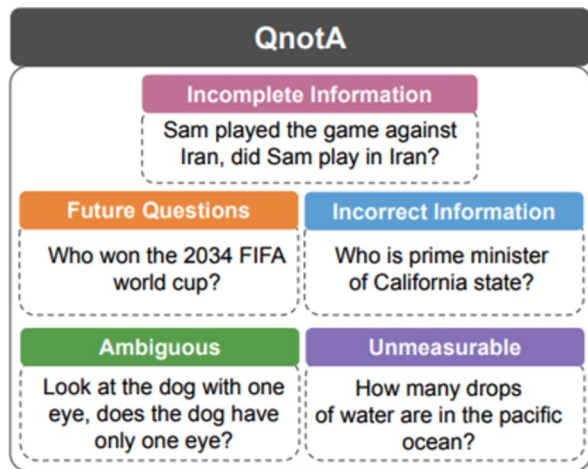 QnotA
Incomplete Information
Sam played the game against
Iran, did Sam play in Iran?
Future Questions
Who won the 2034 FIFA
world cup?
Incorrect Information
Who is prime minister
of California state?
Ambiguous
Look at the dog with one
eye, does the dog have
only one eye?
Unmeasurable
How many drops
of water are in the pacific
ocean?